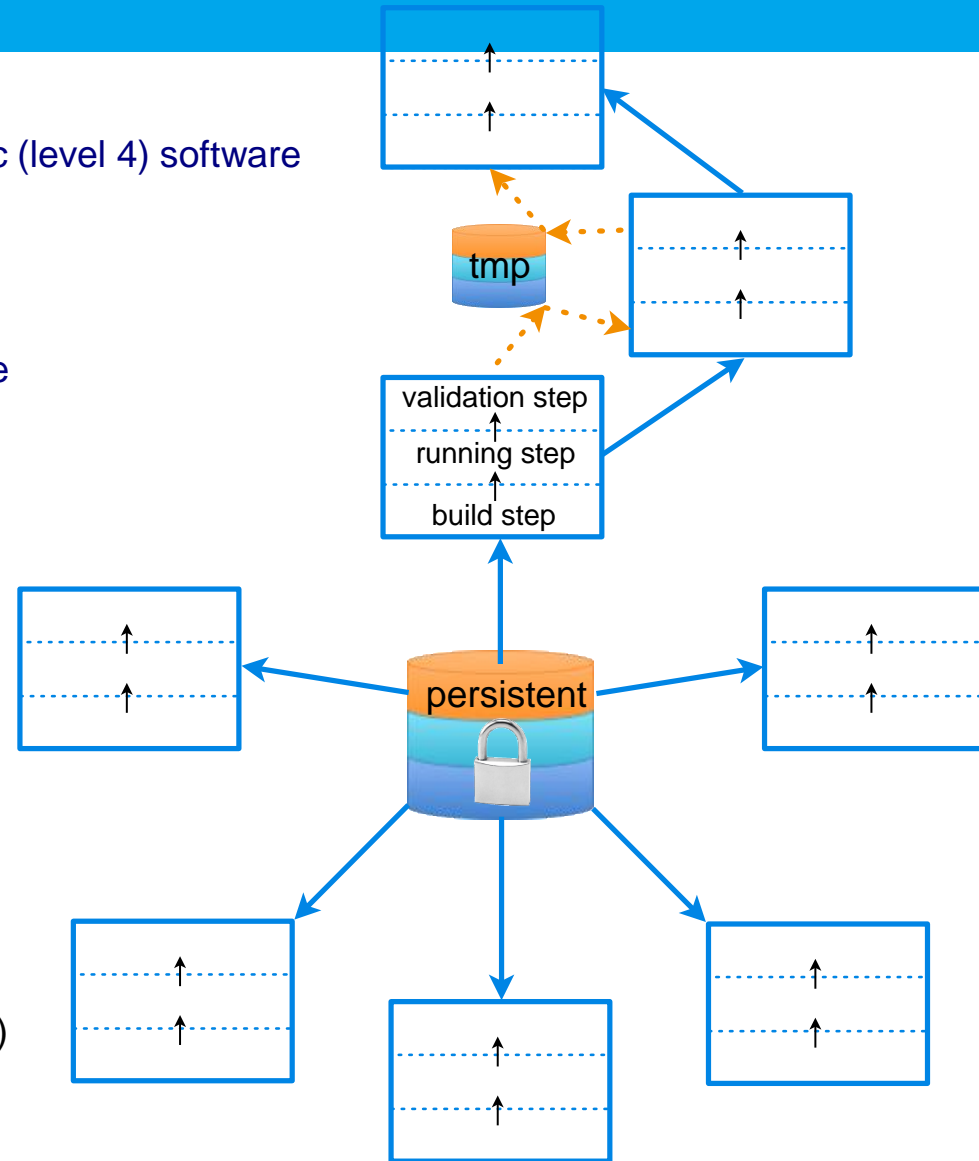 c (level 4) software
tmp
e
validation step
running step
build step
persistent
)